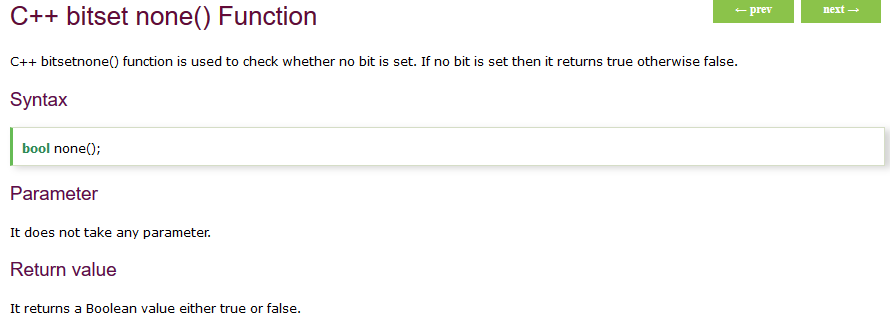 C++ bitset none() Function
← prev
next →
C++ bitsetnone() function is used to check whether no bit is set. If no bit is set then it returns true otherwise false.
Syntax
bool none();
Parameter
It does not take any parameter.
Return value
It returns a Boolean value either true or false.